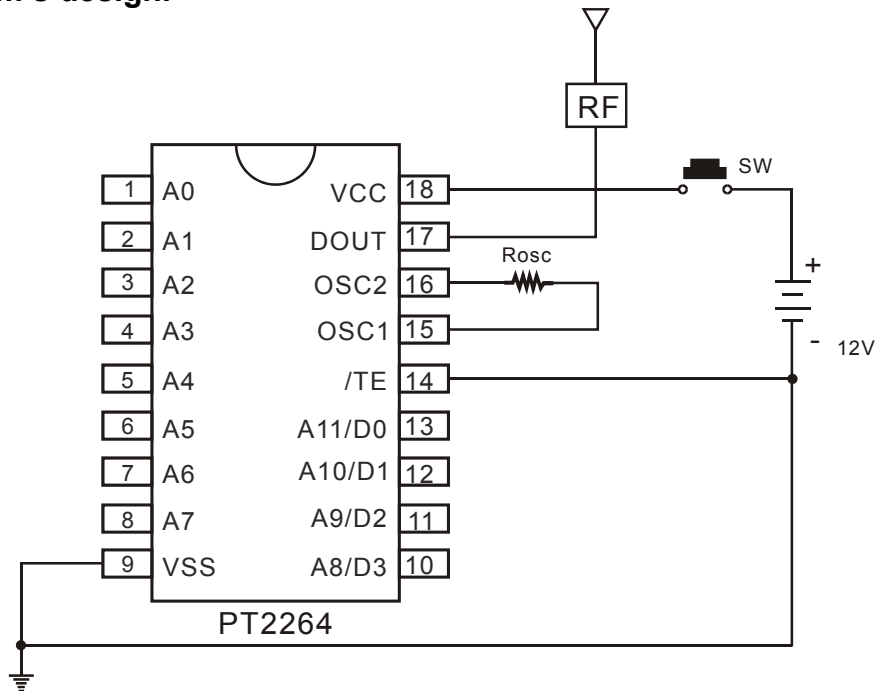 RF
SW
1 A0 VCC 18
2 A1 DOUT 17
Rosc
3 A2 OSC2 16
+
4 A3 OSC1 15
- 12V
5 A4 /TE 14
6 A5 A11/D0 13
7 A6 A10/D1 12
8 A7 A9/D2 11
9 VSS A8/D3 10
PT2264